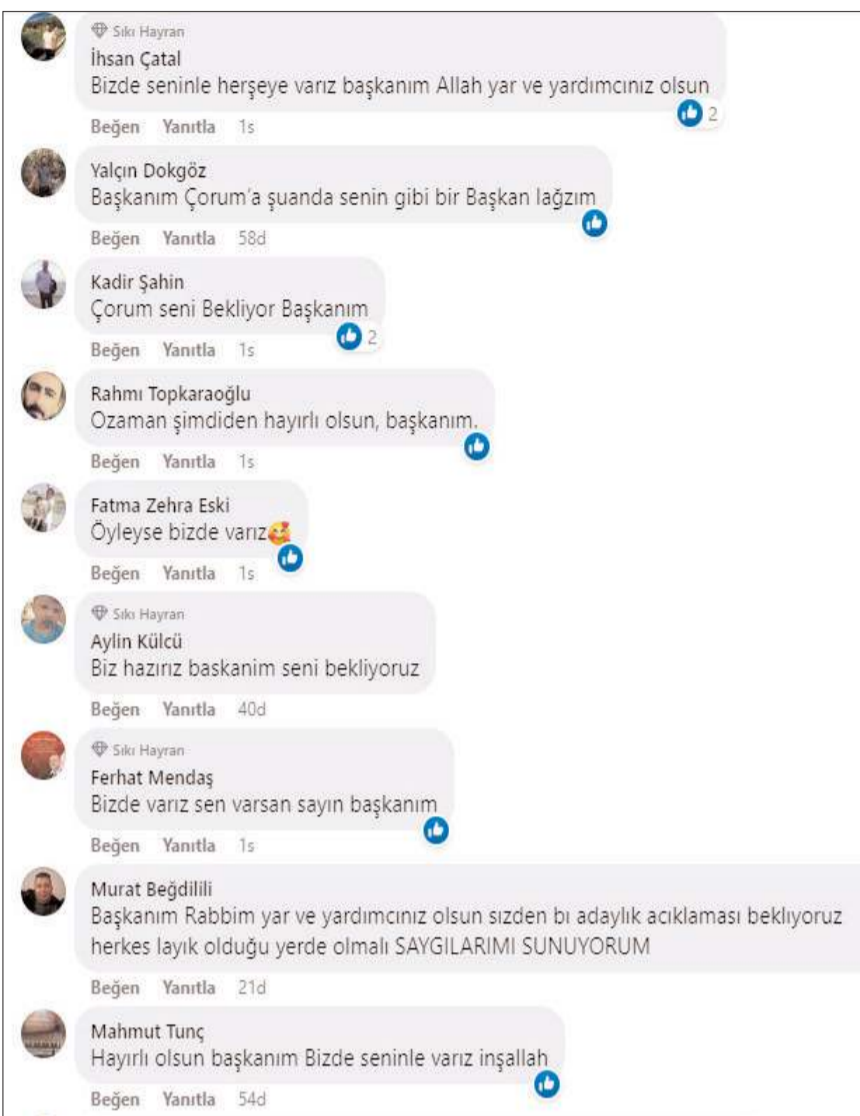 Sıkı Hayran
İhsan Çatal
Bizde seninle herşeye varız başkanım Allah yar ve yardımcınız olsun
2
Beğen Yanıtla 1s
Yalçın Dokgöz
Başkanım Çorum'a şuanda senin gibi bir Başkan lağzım
Beğen Yanıtla 58d
Kadir Şahin
Çorum seni Bekliyor Başkanım
2
Beğen Yanıtla 1s
Rahmı Topkaraoğlu
Ozaman şimdiden hayırlı olsun, başkanım.
Beğen Yanıtla 1s
Fatma Zehra Eski
Öyleyse bizde varız🥰
Beğen Yanıtla 1s
Sıkı Hayran
Aylin Külcü
Biz hazırız baskanim seni bekliyoruz
Beğen Yanıtla 40d
Sıkı Hayran
Ferhat Mendaş
Bizde varız sen varsan sayın başkanım
Beğen Yanıtla 1s
Murat Beğdilili
Başkanım Rabbim yar ve yardımcınız olsun sızden bı adaylık acıklaması beklıyoruz
herkes layık olduğu yerde olmalı SAYGILARIMI SUNUYORUM
Beğen Yanıtla 21d
Mahmut Tunç
Hayırlı olsun başkanım Bizde seninle varız inşallah
Beğen Yanıtla 54d